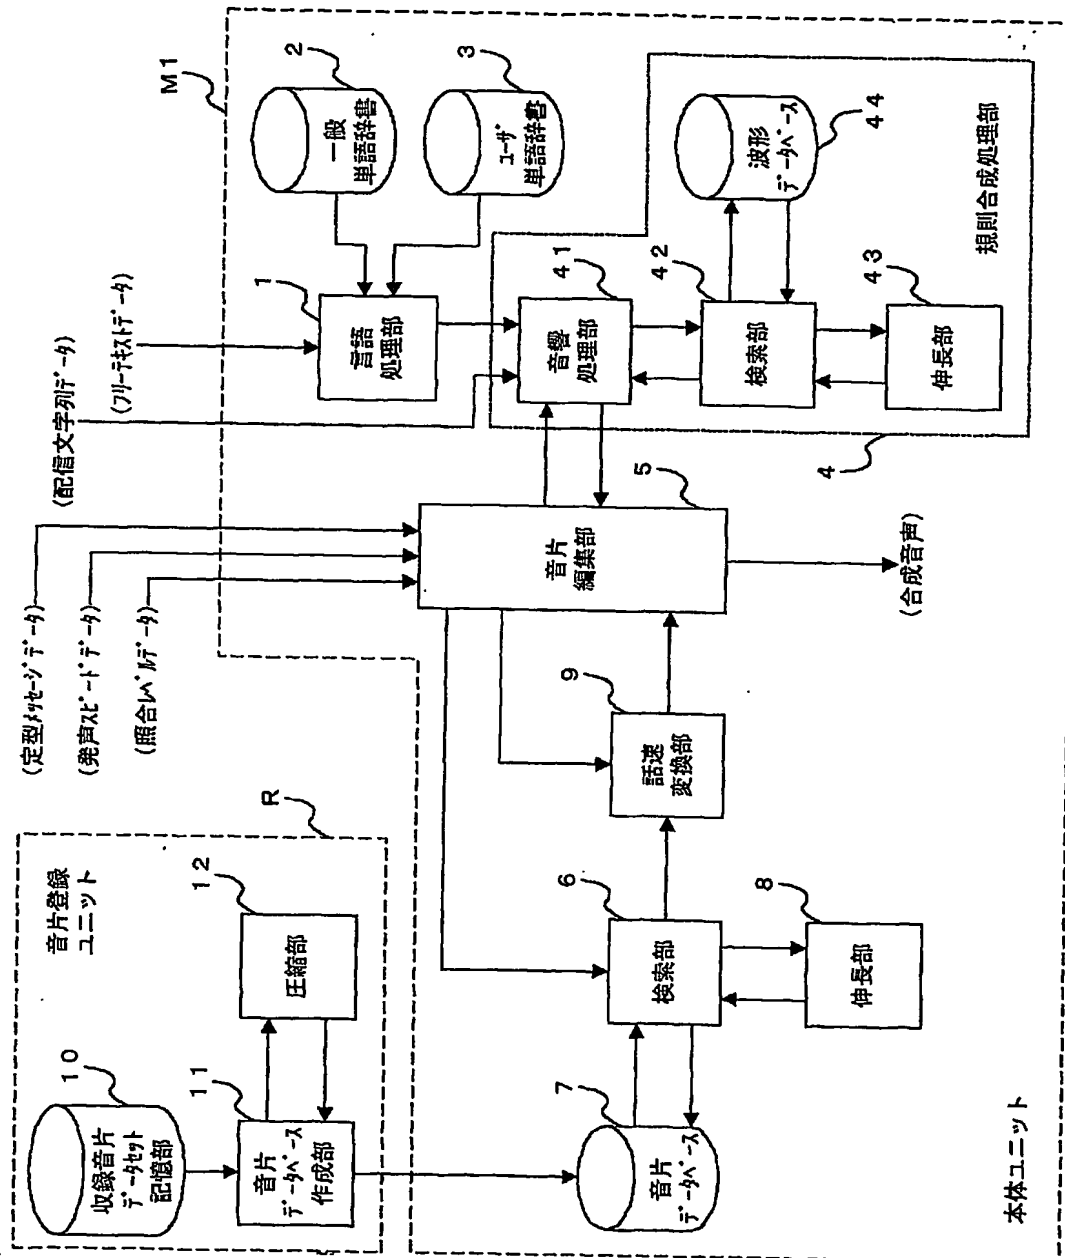 M1
(定型メッセージデータ)
(発声スピードデータ)
(照合レベルデータ)
(配信文字列データ)
(フリーテキストデータ)
1
言語
処理部
2
一般
単語辞書
3
ユーザ
単語辞書
41
音響
処理部
42
検索部
43
伸長部
44
波形
データベース
規則合成処理部
4
5
音片
編集部
(合成音声)
9
話速
変換部
6
検索部
8
伸長部
7
音片
データベース
本体ユニット
R
音片登録
ユニット
10
収録音片
データセット
記憶部
11
音片
データベース
作成部
12
圧縮部